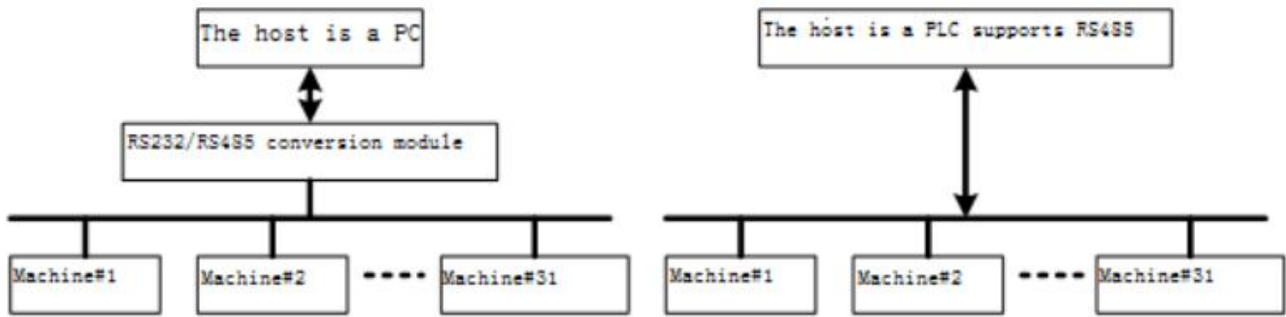 The host is a PC
RS232/RS485 conversion module
Machine#1
Machine#2
Machine#31
The host is a PLC supports RS485
Machine#1
Machine#2
Machine#31